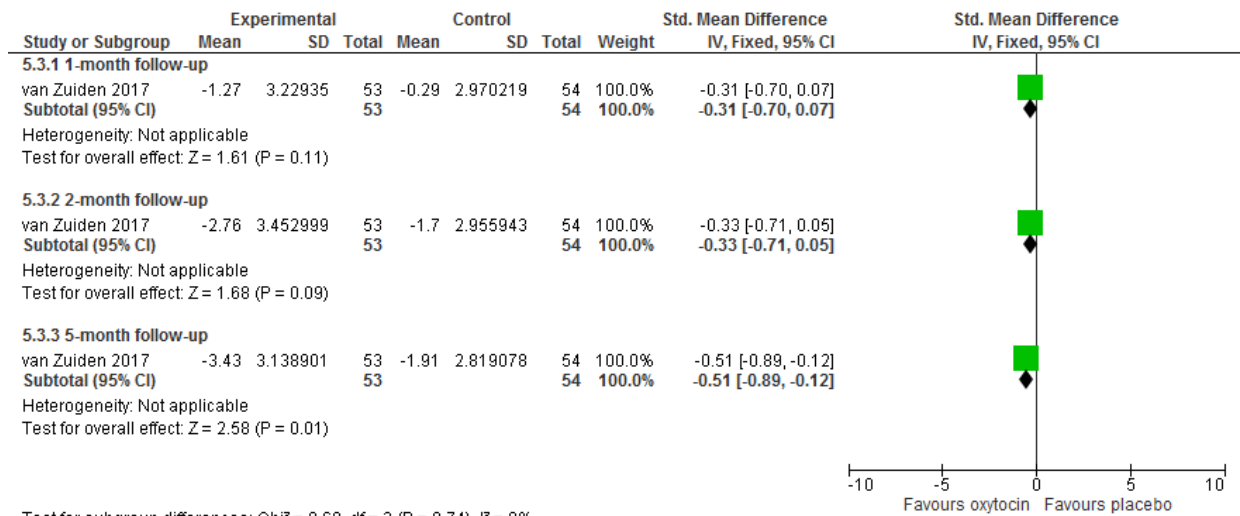 Experimental Control Std. Mean Difference Std. Mean Difference
Study or Subgroup Mean SD Total Mean SD Total Weight IV, Fixed, 95% CI IV, Fixed, 95% CI
5.3.1 1-month follow-up
van Zuiden 2017 -1.27 3.22935 53 -0.29 2.970219 54 100.0% -0.31 [-0.70, 0.07]
Subtotal (95% CI) 53 54 100.0% -0.31 [-0.70, 0.07]
Heterogeneity: Not applicable
Test for overall effect: Z = 1.61 (P = 0.11)
5.3.2 2-month follow-up
van Zuiden 2017 -2.76 3.452999 53 -1.7 2.955943 54 100.0% -0.33 [-0.71, 0.05]
Subtotal (95% CI) 53 54 100.0% -0.33 [-0.71, 0.05]
Heterogeneity: Not applicable
Test for overall effect: Z = 1.68 (P = 0.09)
5.3.3 5-month follow-up
van Zuiden 2017 -3.43 3.138901 53 -1.91 2.819078 54 100.0% -0.51 [-0.89, -0.12]
Subtotal (95% CI) 53 54 100.0% -0.51 [-0.89, -0.12]
Heterogeneity: Not applicable
Test for overall effect: Z = 2.58 (P = 0.01)
-10 -5 0 5 10
Favours oxytocin Favours placebo
Test for subgroup differences: